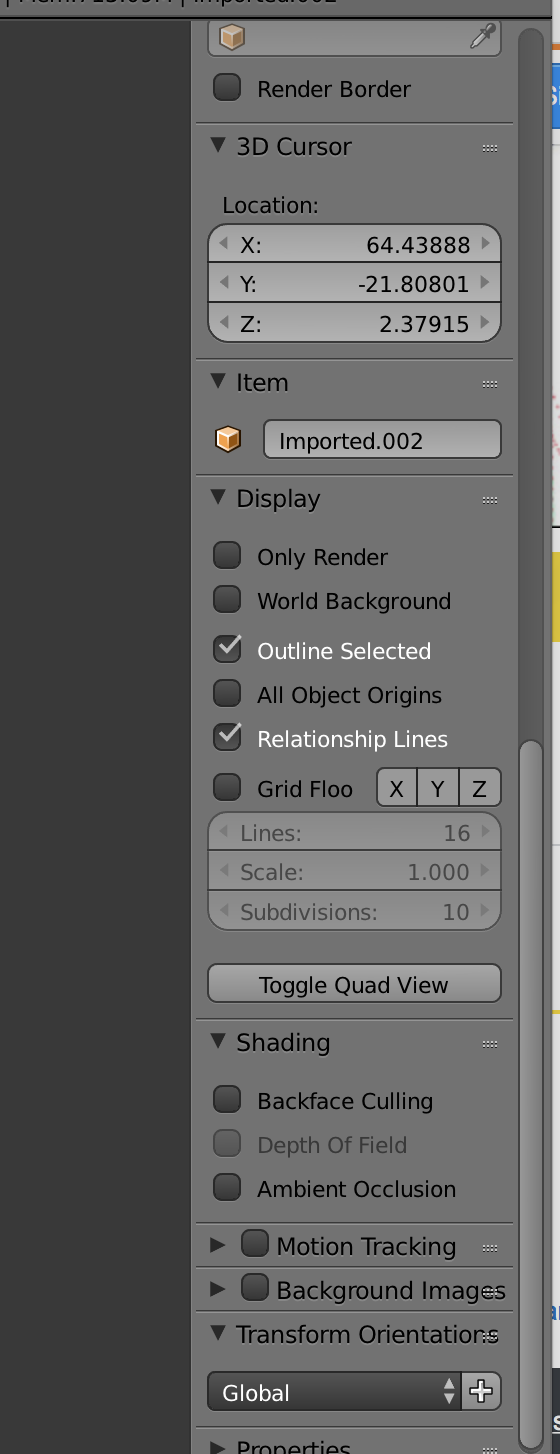 Imported.002
Render Border
3D Cursor
Location:
X: 64.43888
Y: -21.80801
Z: 2.37915
Item
Imported.002
Display
Only Render
World Background
Outline Selected
All Object Origins
Relationship Lines
Grid Floo X Y Z
Lines: 16
Scale: 1.000
Subdivisions: 10
Toggle Quad View
Shading
Backface Culling
Depth Of Field
Ambient Occlusion
Motion Tracking
Background Images
Transform Orientations
Global
Properties